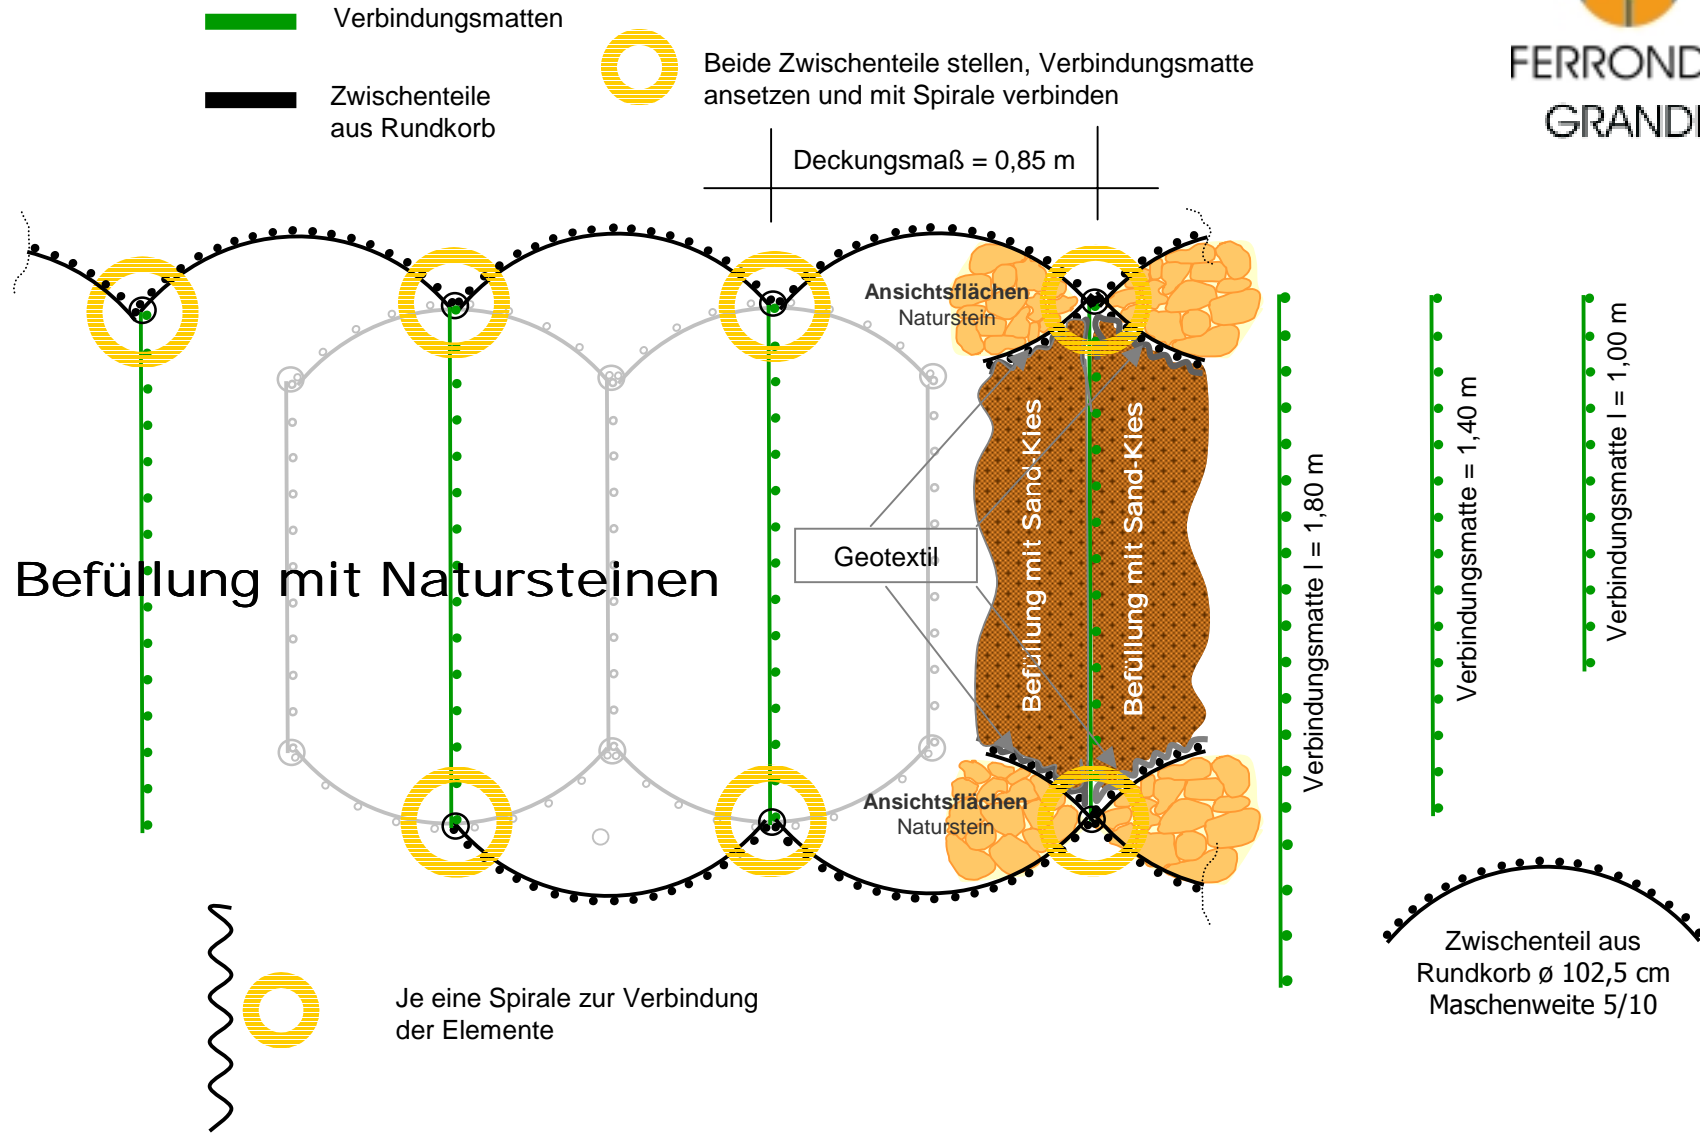 Verbindungsmatten
Zwischenteile
aus Rundkorb
Beide Zwischenteile stellen, Verbindungsmatte
ansetzen und mit Spirale verbinden
FERROND
GRANDI
Deckungsmaß = 0,85 m
Ansichtsflächen
Naturstein
Befüllung mit Sand-Kies
Befüllung mit Sand-Kies
Geotextil
Befüllung mit Natursteinen
Ansichtsflächen
Naturstein
Verbindungsmatte l = 1,80 m
Verbindungsmatte = 1,40 m
Verbindungsmatte l = 1,00 m
Zwischenteil aus
Rundkorb ø 102,5 cm
Maschenweite 5/10
Je eine Spirale zur Verbindung
der Elemente